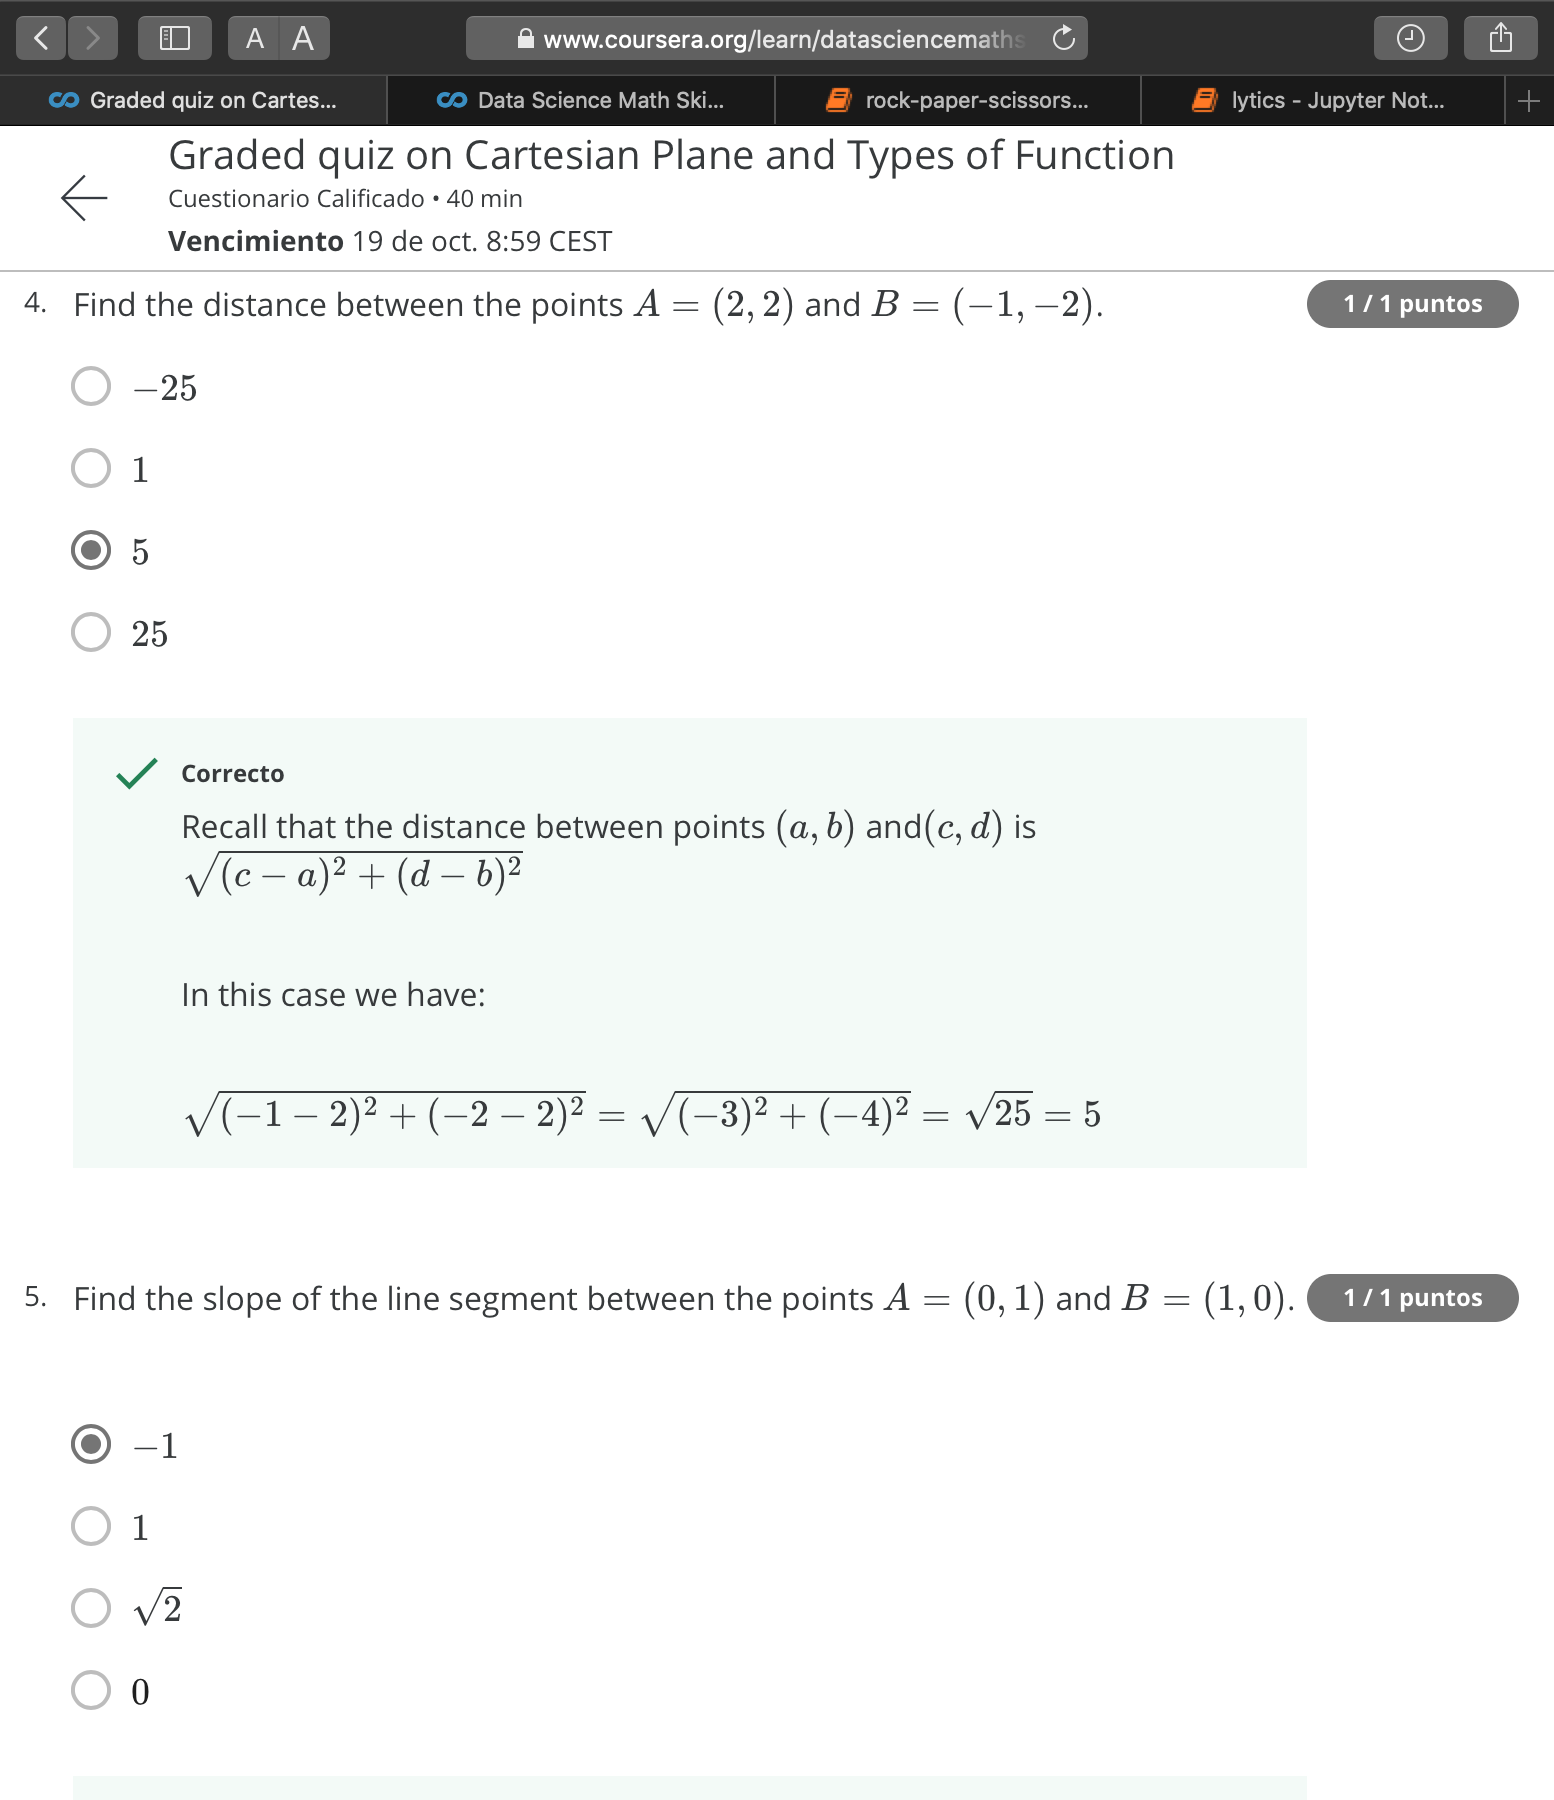 A A www.coursera.org/learn/datasciencemaths
Graded quiz on Cartes... Data Science Math Ski... rock-paper-scissors... lytics - Jupyter Not...
Graded quiz on Cartesian Plane and Types of Function
Cuestionario Calificado • 40 min
Vencimiento 19 de oct. 8:59 CEST
4. Find the distance between the points A = (2, 2) and B = (−1, −2). 1 / 1 puntos
−25
1
5
25
Correcto
Recall that the distance between points (a, b) and(c, d) is
√(c − a)² + (d − b)²
In this case we have:
√(−1 − 2)² + (−2 − 2)² = √(−3)² + (−4)² = √25 = 5
5. Find the slope of the line segment between the points A = (0, 1) and B = (1, 0). 1 / 1 puntos
−1
1
√2
0